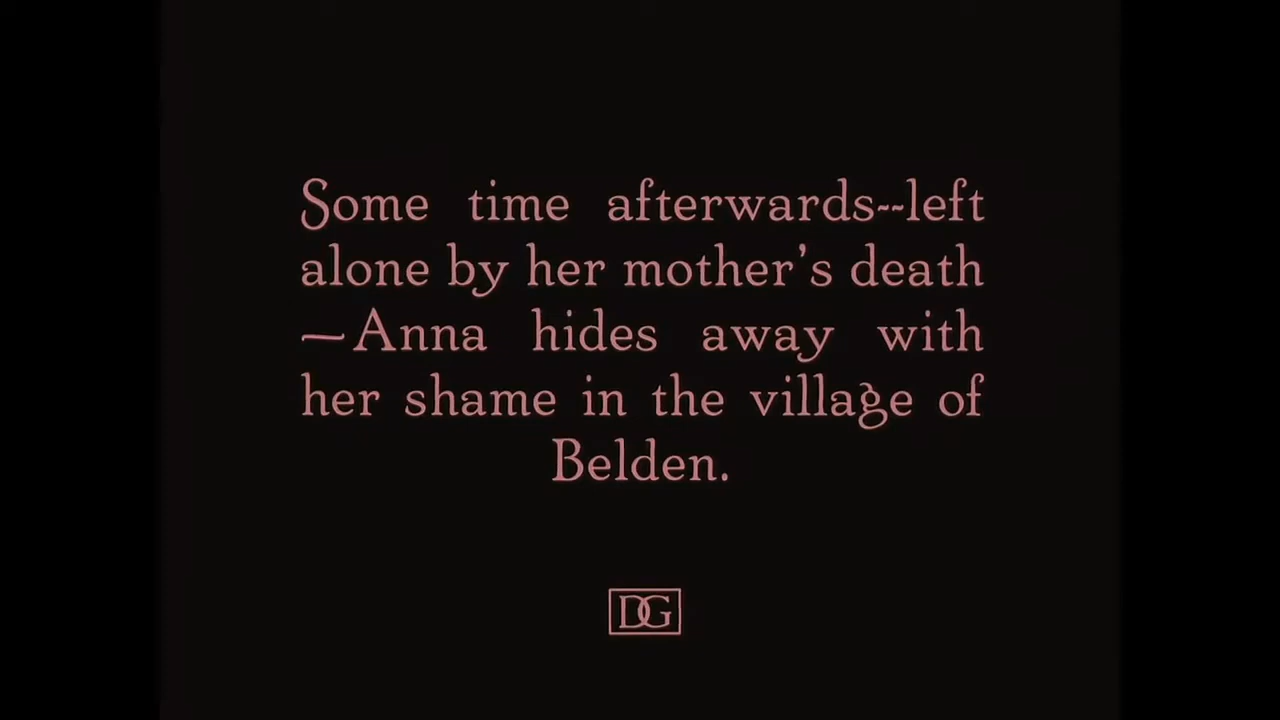 Some time afterwards--left
alone by her mother's death
—Anna hides away with
her shame in the village of
Belden.
DG